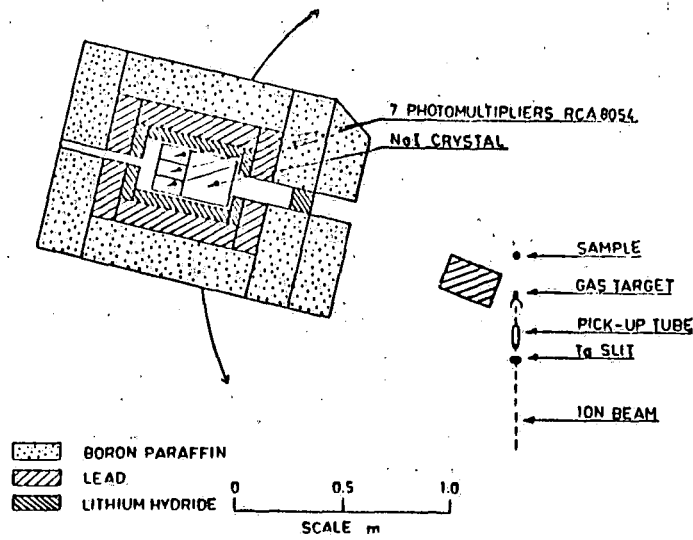 7 PHOTOMULTIPLIERS RCA 8054
NaI CRYSTAL
SAMPLE
GAS TARGET
PICK-UP TUBE
Ta SLIT
ION BEAM
BORON PARAFFIN
LEAD
LITHIUM HYDRIDE
0 0.5 1.0
SCALE m